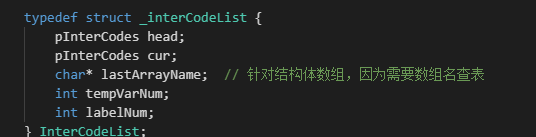 typedef struct _interCodeList {
    pInterCodes head;
    pInterCodes cur;
    char* lastArrayName;  // 针对结构体数组，因为需要数组名查表
    int tempVarNum;
    int labelNum;
} InterCodeList;